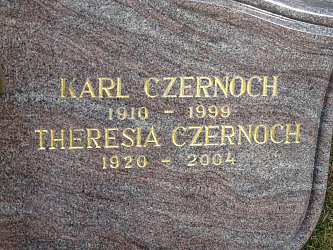 KARL CZERNOCH
1910 - 1999
THERESIA CZERNOCH
1920 - 2004